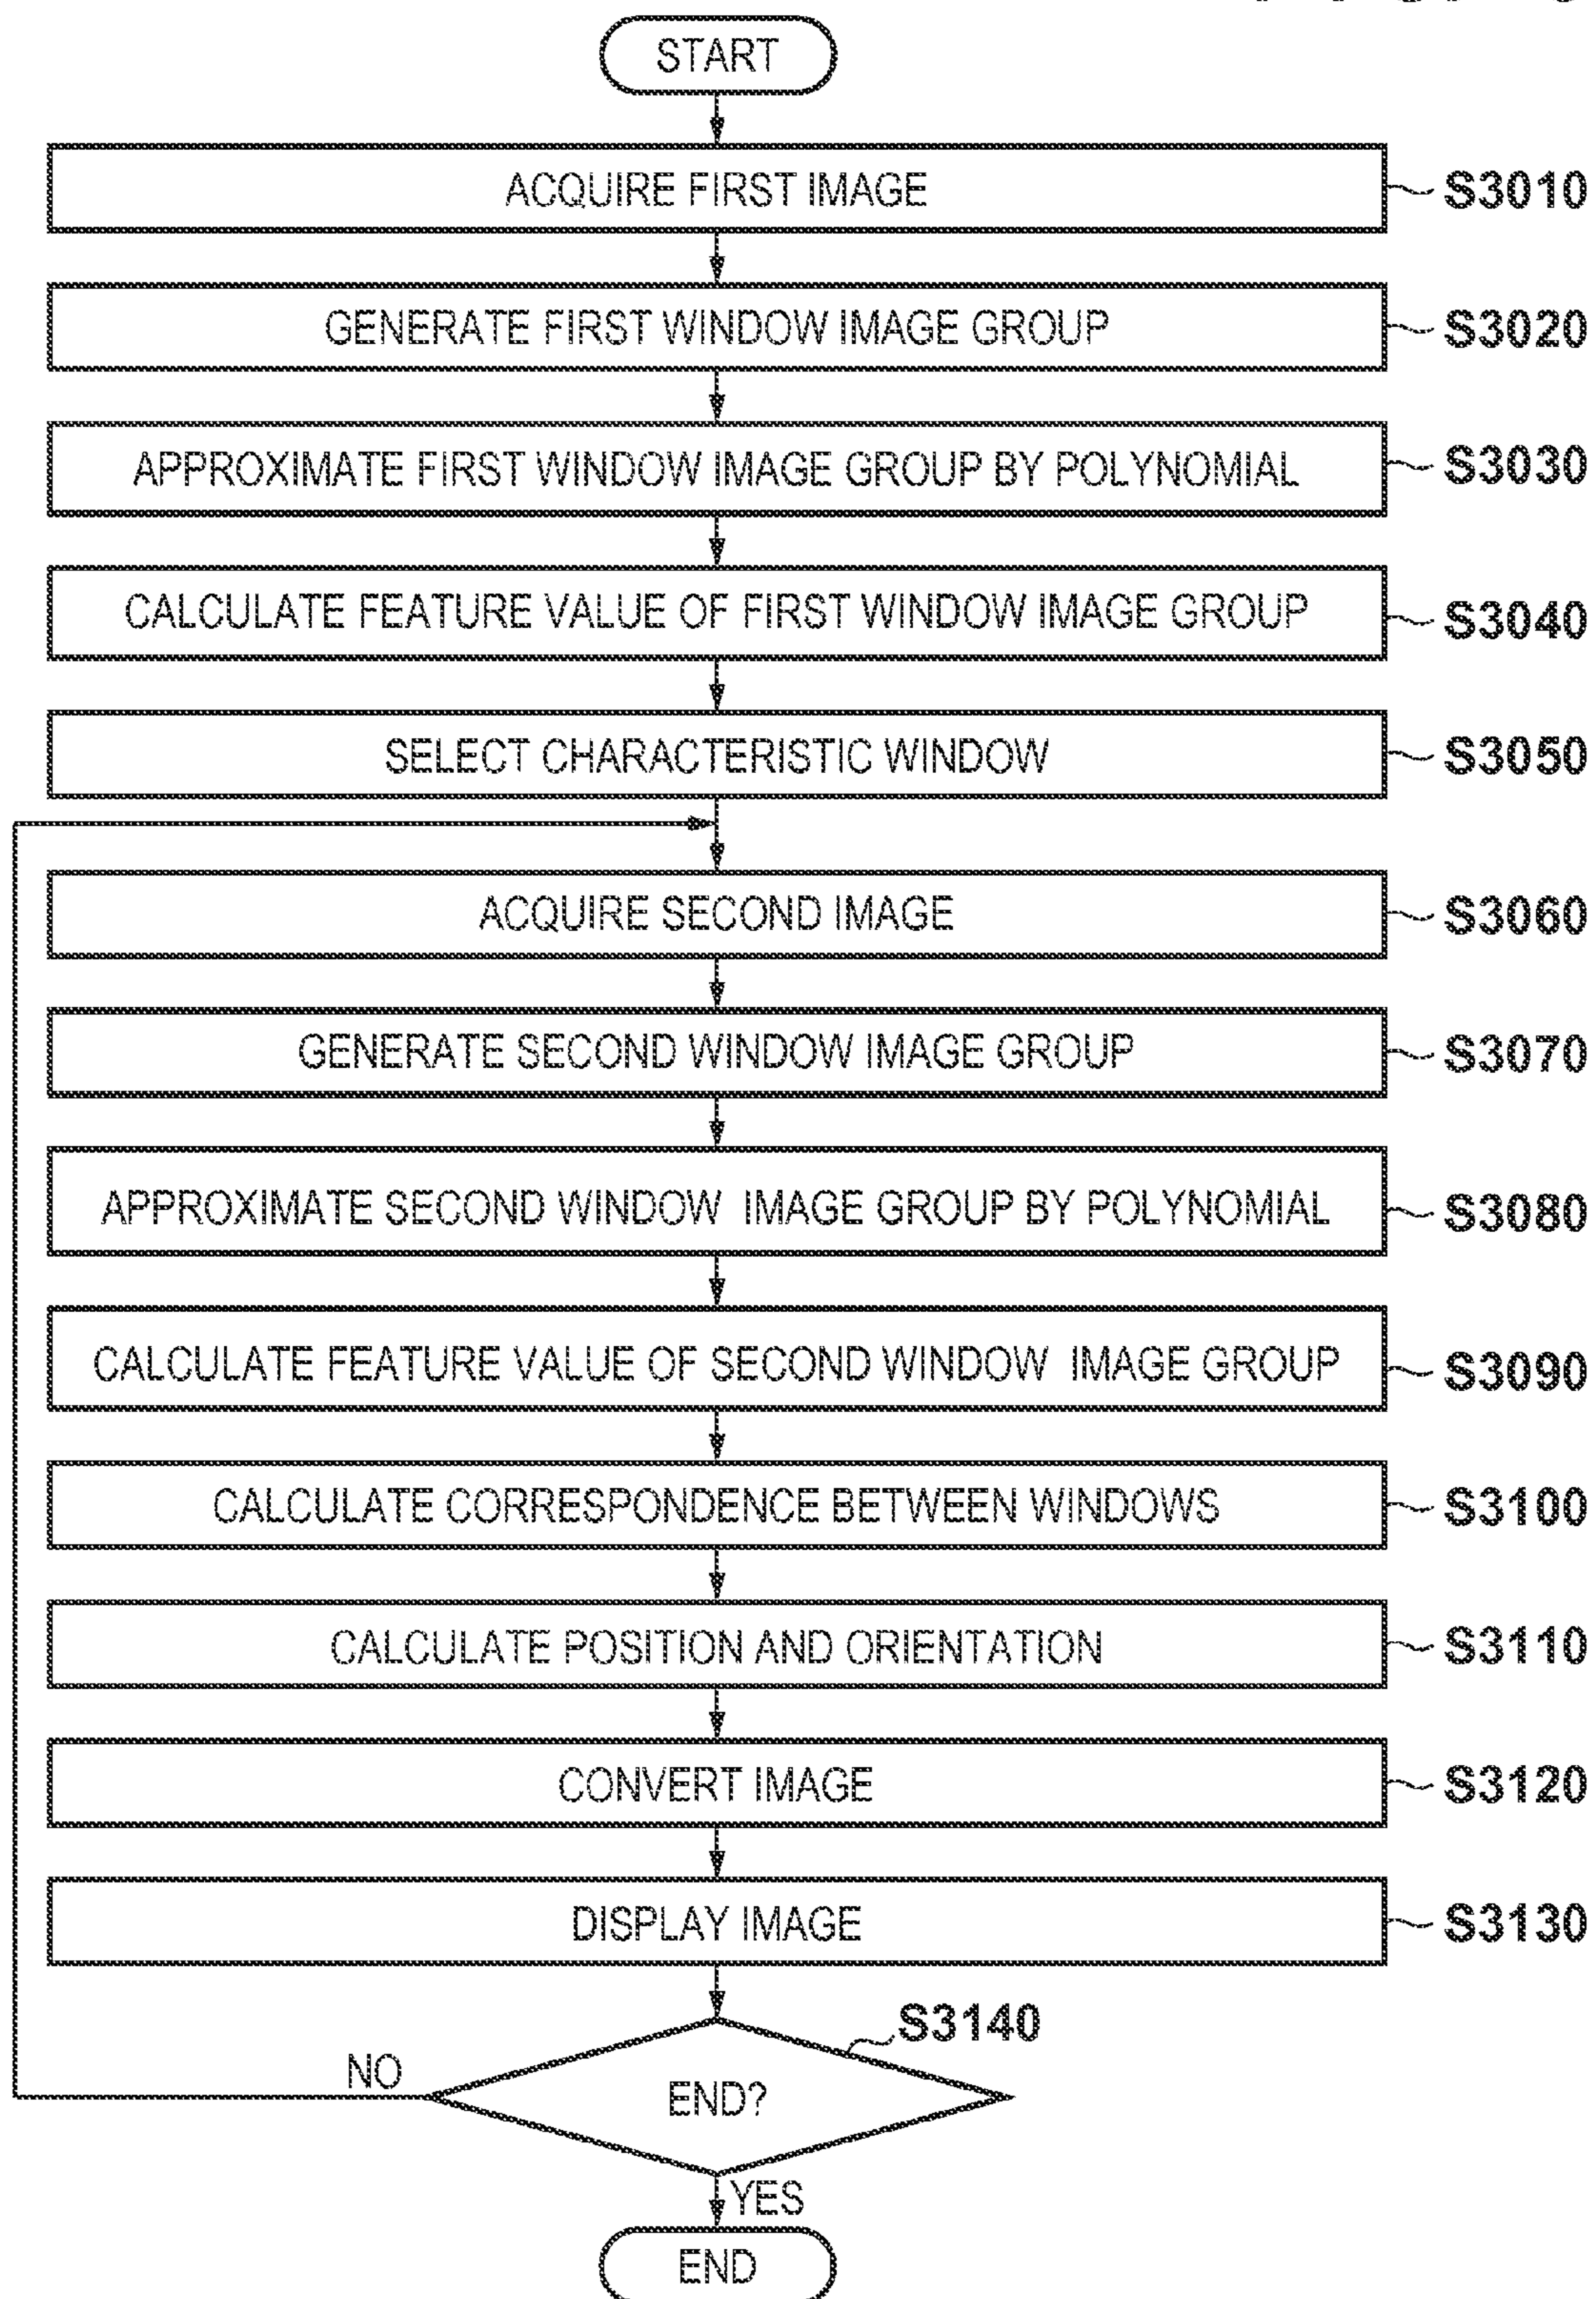 START
ACQUIRE FIRST IMAGE S3010
GENERATE FIRST WINDOW IMAGE GROUP S3020
APPROXIMATE FIRST WINDOW IMAGE GROUP BY POLYNOMIAL S3030
CALCULATE FEATURE VALUE OF FIRST WINDOW IMAGE GROUP S3040
SELECT CHARACTERISTIC WINDOW S3050
ACQUIRE SECOND IMAGE S3060
GENERATE SECOND WINDOW IMAGE GROUP S3070
APPROXIMATE SECOND WINDOW IMAGE GROUP BY POLYNOMIAL S3080
CALCULATE FEATURE VALUE OF SECOND WINDOW IMAGE GROUP S3090
CALCULATE CORRESPONDENCE BETWEEN WINDOWS S3100
CALCULATE POSITION AND ORIENTATION S3110
CONVERT IMAGE S3120
DISPLAY IMAGE S3130
S3140
NO
END?
YES
END